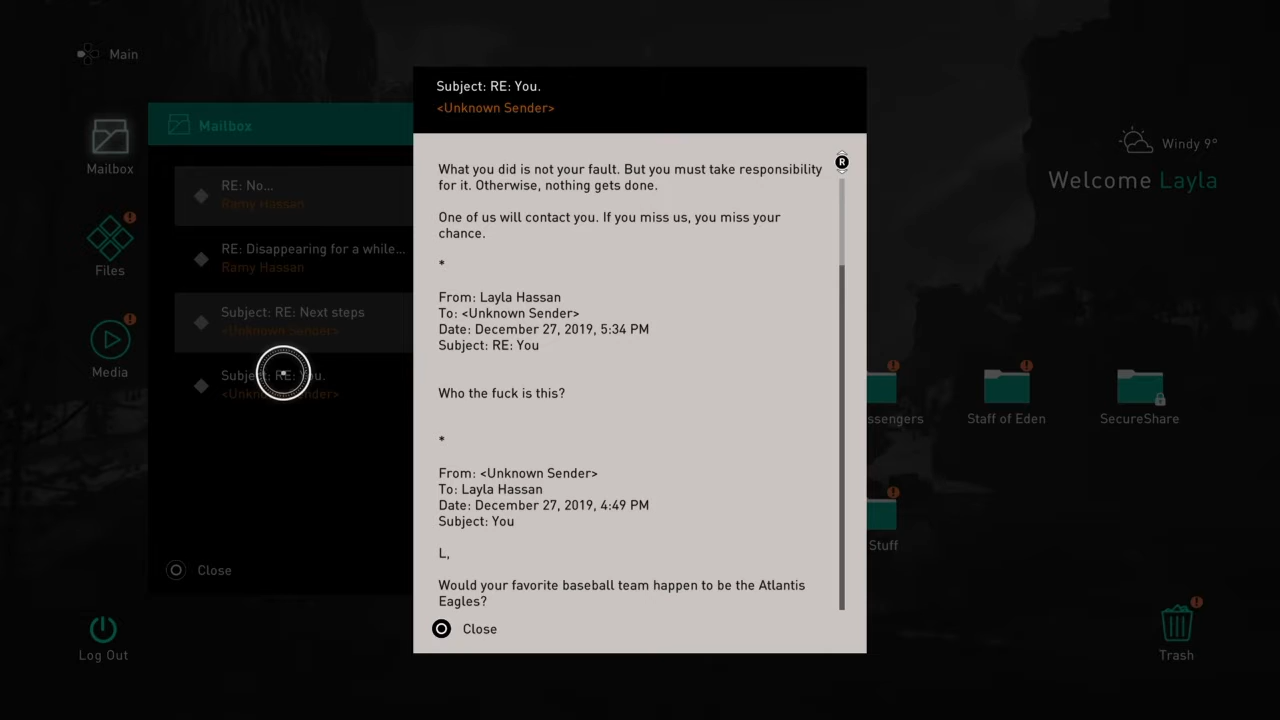 Main
Subject: RE: You.
<Unknown Sender>
Mailbox
Mailbox
RE: No...
Ramy Hassan
RE: Disappearing for a while...
Ramy Hassan
Subject: RE: Next steps
<Unknown Sender>
Subject: RE: You.
<Unknown Sender>
Close
Files
Media
Log Out
What you did is not your fault. But you must take responsibility
for it. Otherwise, nothing gets done.
One of us will contact you. If you miss us, you miss your
chance.
*
From: Layla Hassan
To: <Unknown Sender>
Date: December 27, 2019, 5:34 PM
Subject: RE: You
Who the fuck is this?
*
From: <Unknown Sender>
To: Layla Hassan
Date: December 27, 2019, 4:49 PM
Subject: You
L,
Would your favorite baseball team happen to be the Atlantis
Eagles?
Close
R
Windy 9°
Welcome Layla
ssengers
Staff of Eden
SecureShare
Stuff
Trash